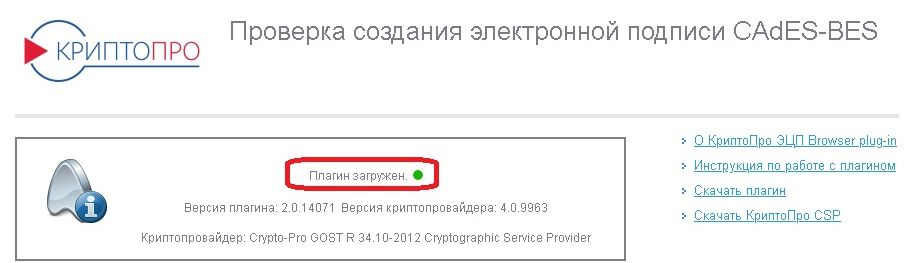 КРИПТОПРО
Проверка создания электронной подписи CAdES-BES
Плагин загружен.
Версия плагина: 2.0.14071 Версия криптопровайдера: 4.0.9963
Криптопровайдер: Crypto-Pro GOST R 34.10-2012 Cryptographic Service Provider
О КриптоПро ЭЦП Browser plug-in
Инструкция по работе с плагином
Скачать плагин
Скачать КриптоПро CSP